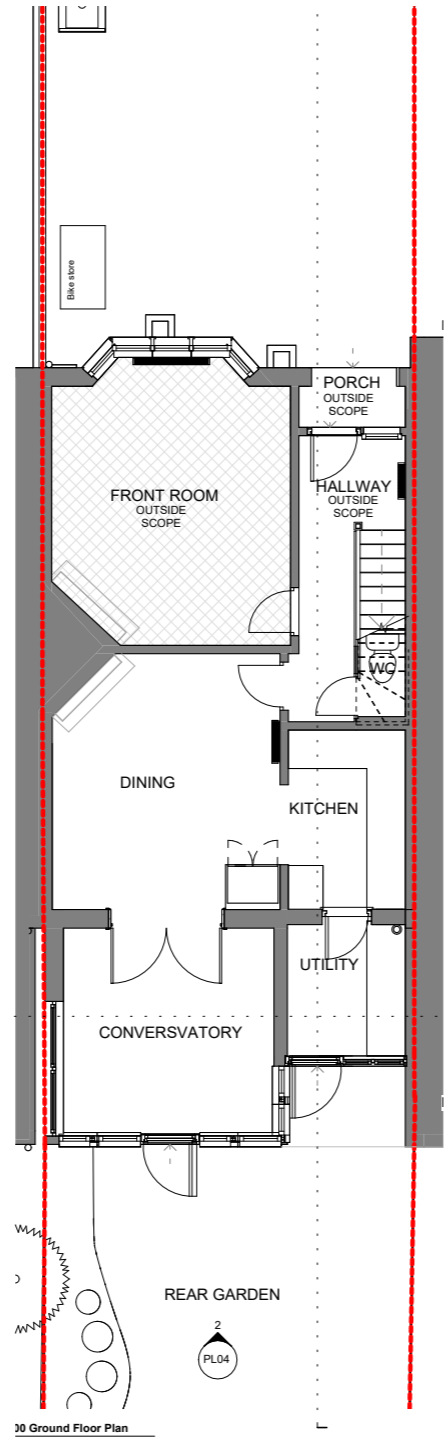 Bike store
PORCH
OUTSIDE
SCOPE
FRONT ROOM
OUTSIDE
SCOPE
HALLWAY
OUTSIDE
SCOPE
WC
DINING
KITCHEN
UTILITY
CONVERSVATORY
REAR GARDEN
2
PL04
00 Ground Floor Plan